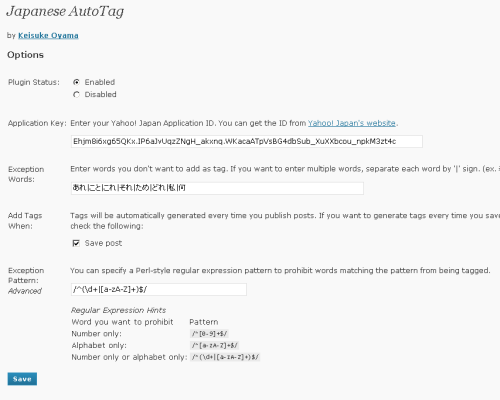 Japanese AutoTag
by Keisuke Oyama
Options
Plugin Status: Enabled
Disabled
Application Key: Enter your Yahoo! Japan Application ID. You can get the ID from Yahoo! Japan's website.
Ehjm8i6xg65QKx.IP6aJvUqzZNgH_akxnq.WKacaATpVsBG4dbSub_XuXXbcou_npkM3zt4c
Exception Words: Enter words you don't want to add as tag. If you want to enter multiple words, separate each word by '|' sign. (ex.
あれ|こと|これ|それ|ため|どれ|私|何
Add Tags When: Tags will be automatically generated every time you publish posts. If you want to generate tags every time you save
check the following:
Save post
Exception Pattern: You can specify a Perl-style regular expression pattern to prohibit words matching the pattern from being tagged.
Advanced
/^(\d+|[a-zA-Z]+)$/
Regular Expression Hints
Word you want to prohibit Pattern
Number only: /^[0-9]+$/
Alphabet only: /^[a-zA-Z]+$/
Number only or alphabet only: /^(\d+|[a-zA-Z]+)$/
Save